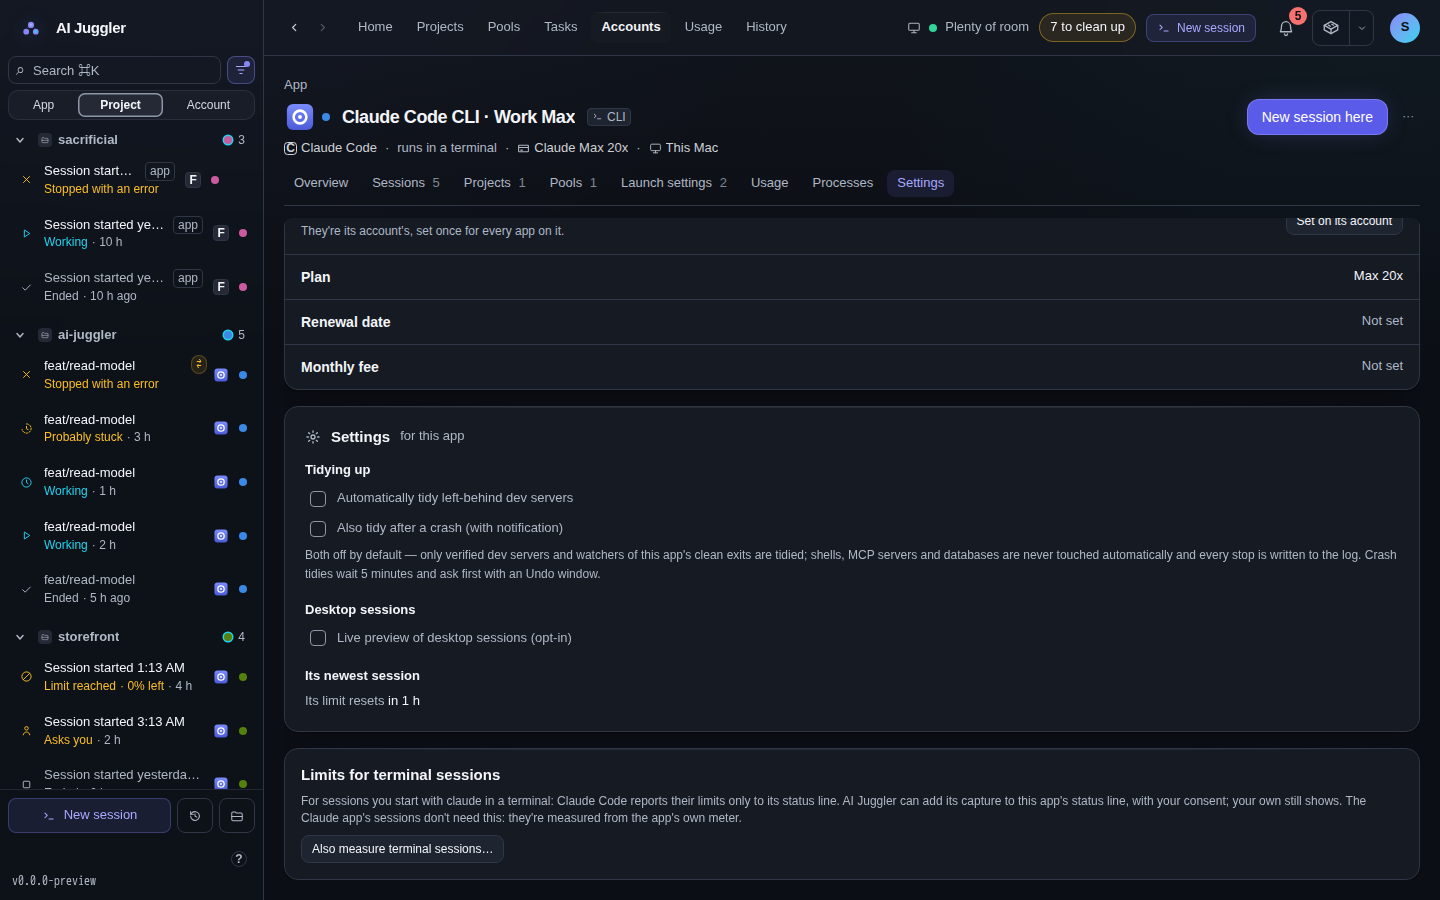 AI Juggler
Home Projects Pools Tasks Accounts Usage History
Plenty of room 7 to clean up New session 5 S
Search ⌘K
App Project Account
sacrificial 3
Session start… app F
Stopped with an error
Session started ye… app F
Working · 10 h
Session started ye… app F
Ended · 10 h ago
ai-juggler 5
feat/read-model
Stopped with an error
feat/read-model
Probably stuck · 3 h
feat/read-model
Working · 1 h
feat/read-model
Working · 2 h
feat/read-model
Ended · 5 h ago
storefront 4
Session started 1:13 AM
Limit reached · 0% left · 4 h
Session started 3:13 AM
Asks you · 2 h
Session started yesterda…
New session
?
v0.0.0-preview
App
Claude Code CLI · Work Max CLI
New session here ···
C Claude Code · runs in a terminal · Claude Max 20x · This Mac
Overview Sessions 5 Projects 1 Pools 1 Launch settings 2 Usage Processes Settings
They're its account's, set once for every app on it. Set on its account
Plan Max 20x
Renewal date Not set
Monthly fee Not set
Settings for this app
Tidying up
Automatically tidy left-behind dev servers
Also tidy after a crash (with notification)
Both off by default — only verified dev servers and watchers of this app's clean exits are tidied; shells, MCP servers and databases are never touched automatically and every stop is written to the log. Crash
tidies wait 5 minutes and ask first with an Undo window.
Desktop sessions
Live preview of desktop sessions (opt-in)
Its newest session
Its limit resets in 1 h
Limits for terminal sessions
For sessions you start with claude in a terminal: Claude Code reports their limits only to its status line. AI Juggler can add its capture to this app's status line, with your consent; your own still shows. The
Claude app's sessions don't need this: they're measured from the app's own meter.
Also measure terminal sessions…